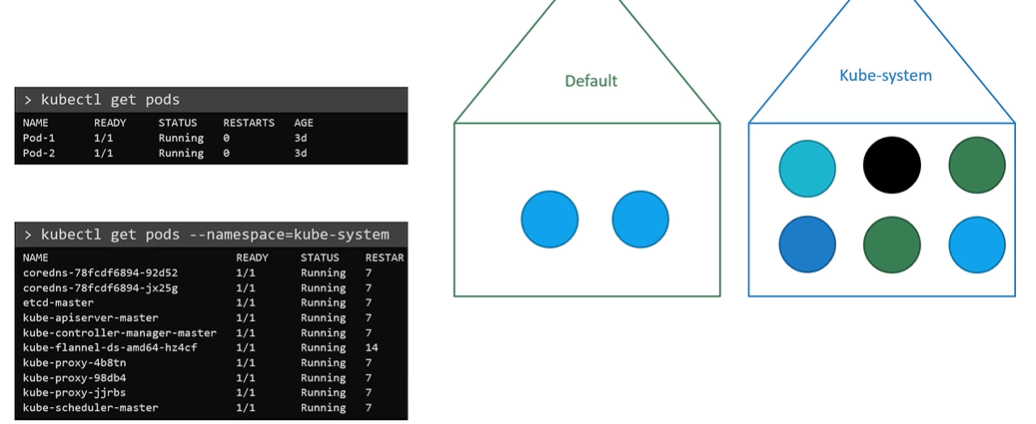 > kubectl get pods
NAME READY STATUS RESTARTS AGE
Pod-1 1/1 Running 0 3d
Pod-2 1/1 Running 0 3d
> kubectl get pods --namespace=kube-system
NAME READY STATUS RESTAR
coredns-78fcdf6894-92d52 1/1 Running 7
coredns-78fcdf6894-jx25g 1/1 Running 7
etcd-master 1/1 Running 7
kube-apiserver-master 1/1 Running 7
kube-controller-manager-master 1/1 Running 7
kube-flannel-ds-amd64-hz4cf 1/1 Running 14
kube-proxy-4b8tn 1/1 Running 7
kube-proxy-98db4 1/1 Running 7
kube-proxy-jjrbs 1/1 Running 7
kube-scheduler-master 1/1 Running 7
Default
Kube-system